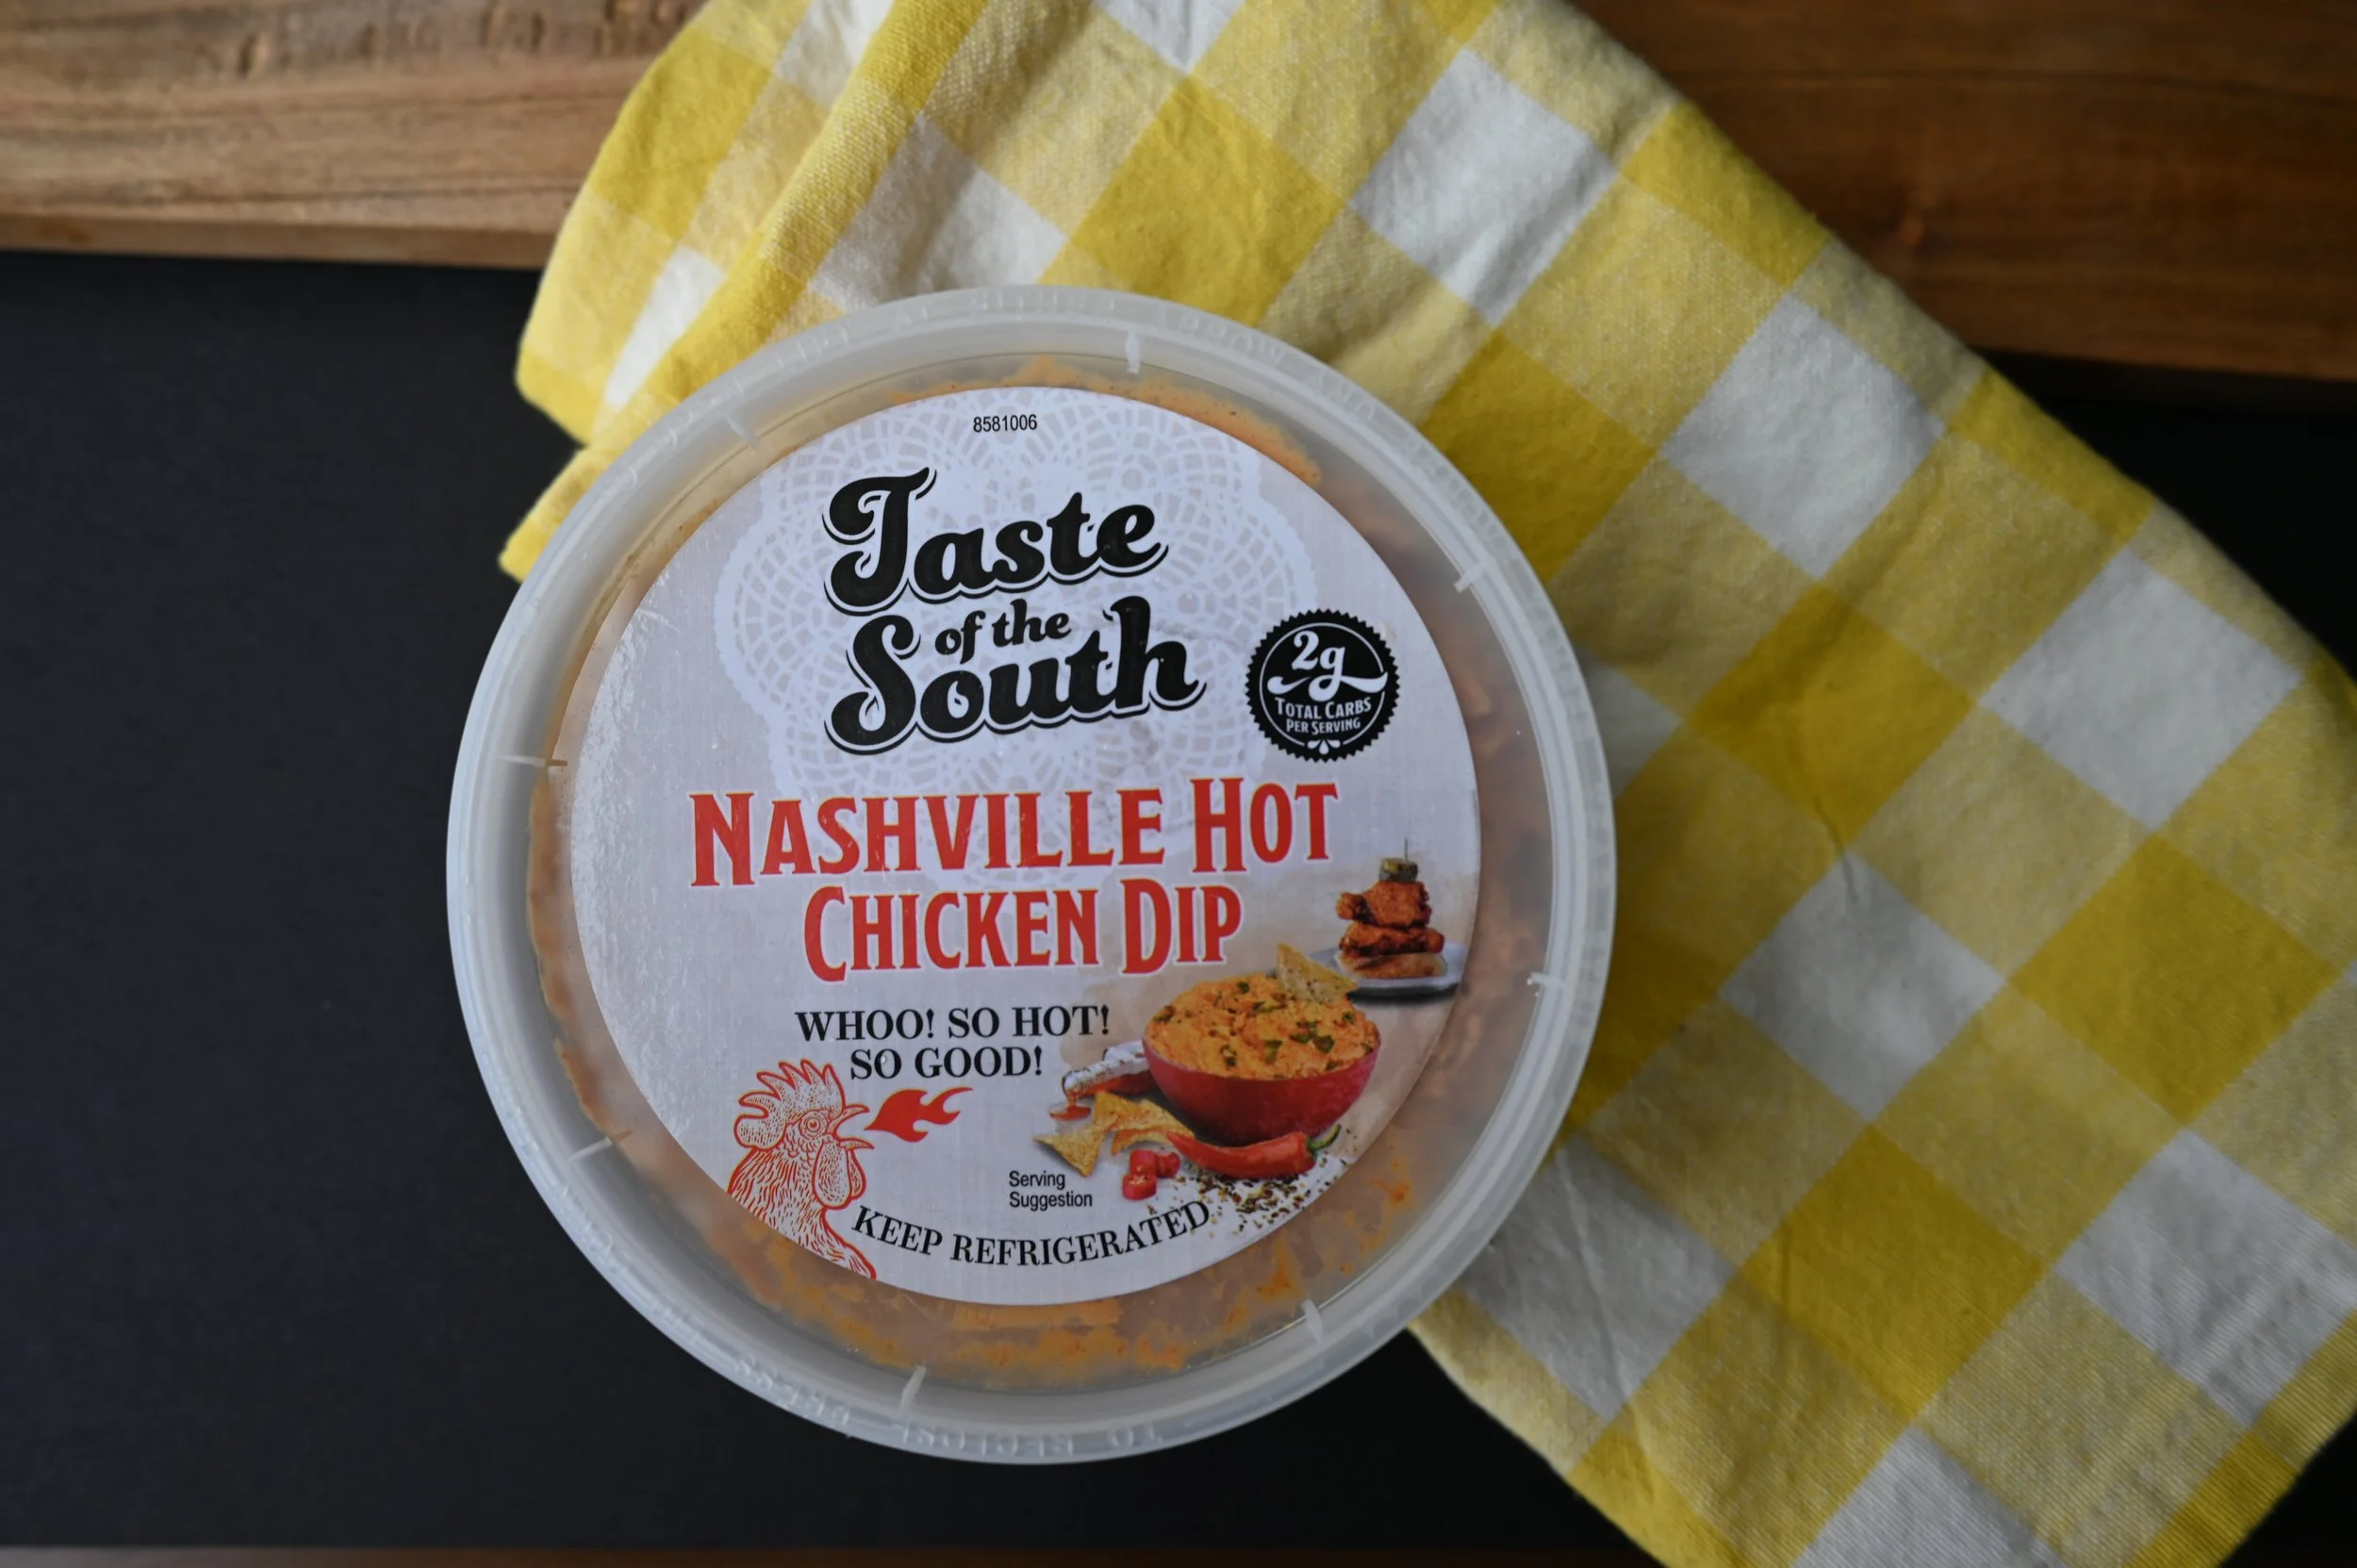 8581006
Taste
of the
South
2g
TOTAL CARBS
PER SERVING
NASHVILLE HOT
CHICKEN DIP
WHOO! SO HOT!
SO GOOD!
Serving
Suggestion
KEEP REFRIGERATED